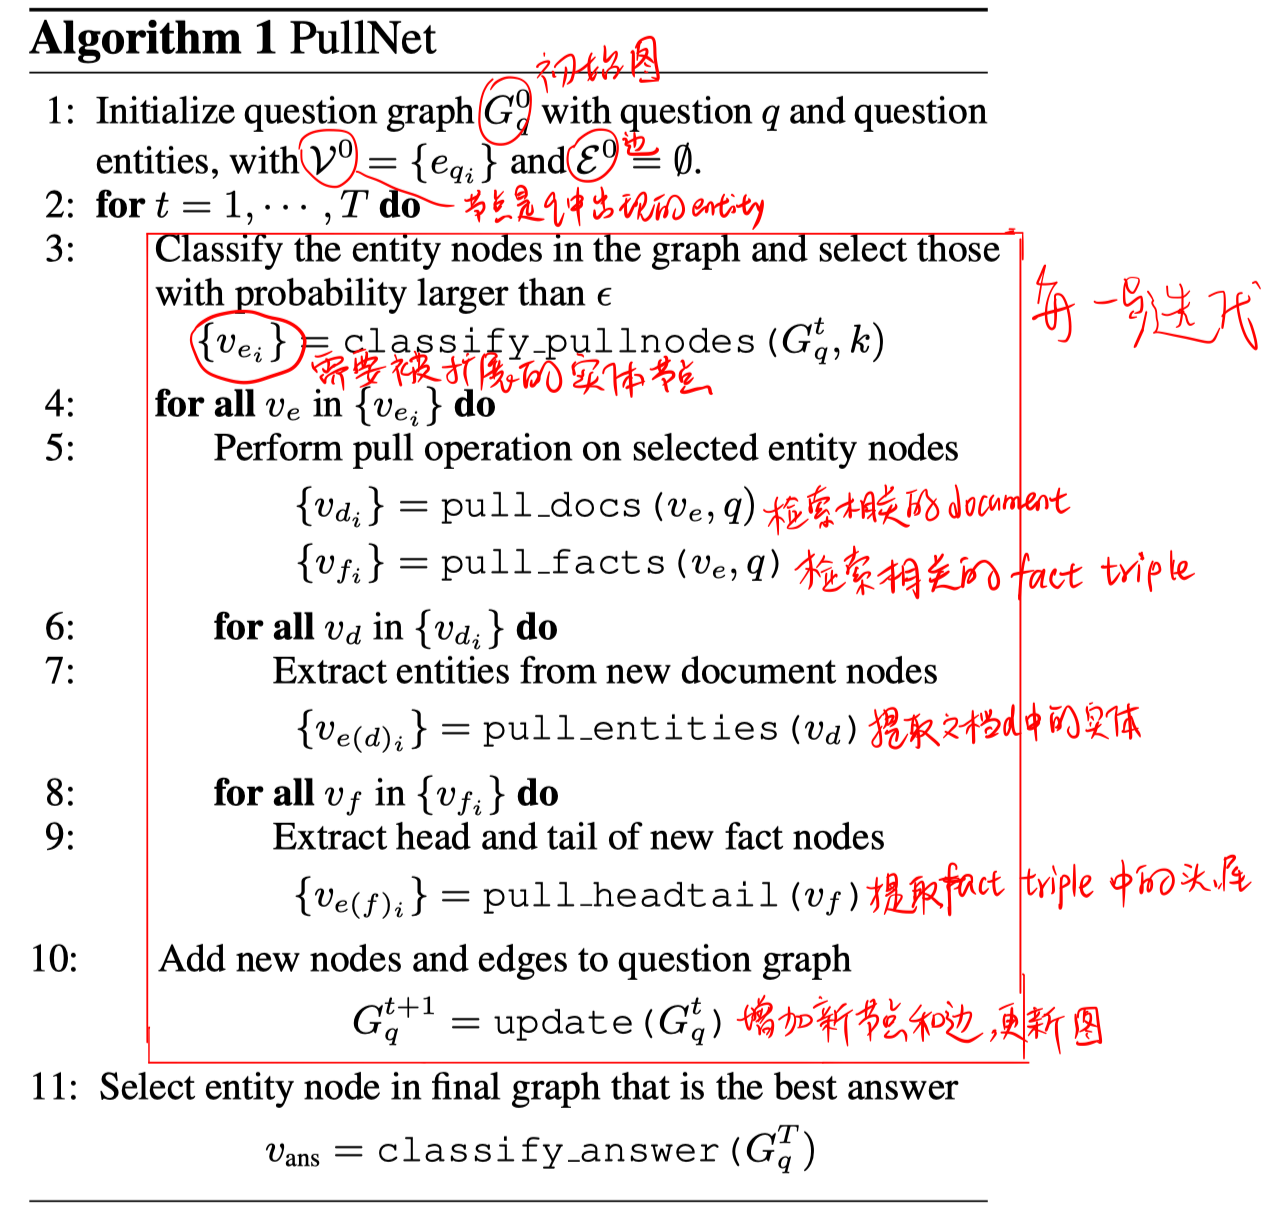 Algorithm 1 PullNet
初始图
1: Initialize question graph G_q^0 with question q and question
entities, with 𝒱^0 = {e_{q_i}} and ℰ^0 = ∅.
边
2: for t = 1, ⋯ , T do
节点是q中出现的entity
3: Classify the entity nodes in the graph and select those
with probability larger than ϵ
{v_{e_i}} = classify_pullnodes (G_q^t, k)
每一步迭代
需要被扩展的实体节点
4: for all v_e in {v_{e_i}} do
5: Perform pull operation on selected entity nodes
{v_{d_i}} = pull_docs (v_e, q) 检索相关的document
{v_{f_i}} = pull_facts (v_e, q) 检索相关的fact triple
6: for all v_d in {v_{d_i}} do
7: Extract entities from new document nodes
{v_{e(d)_i}} = pull_entities (v_d) 提取文档d中的实体
8: for all v_f in {v_{f_i}} do
9: Extract head and tail of new fact nodes
{v_{e(f)_i}} = pull_headtail (v_f) 提取fact triple 中的头、尾
10: Add new nodes and edges to question graph
G_q^{t+1} = update (G_q^t) 增加新节点和边,更新图
11: Select entity node in final graph that is the best answer
v_ans = classify_answer (G_q^T)